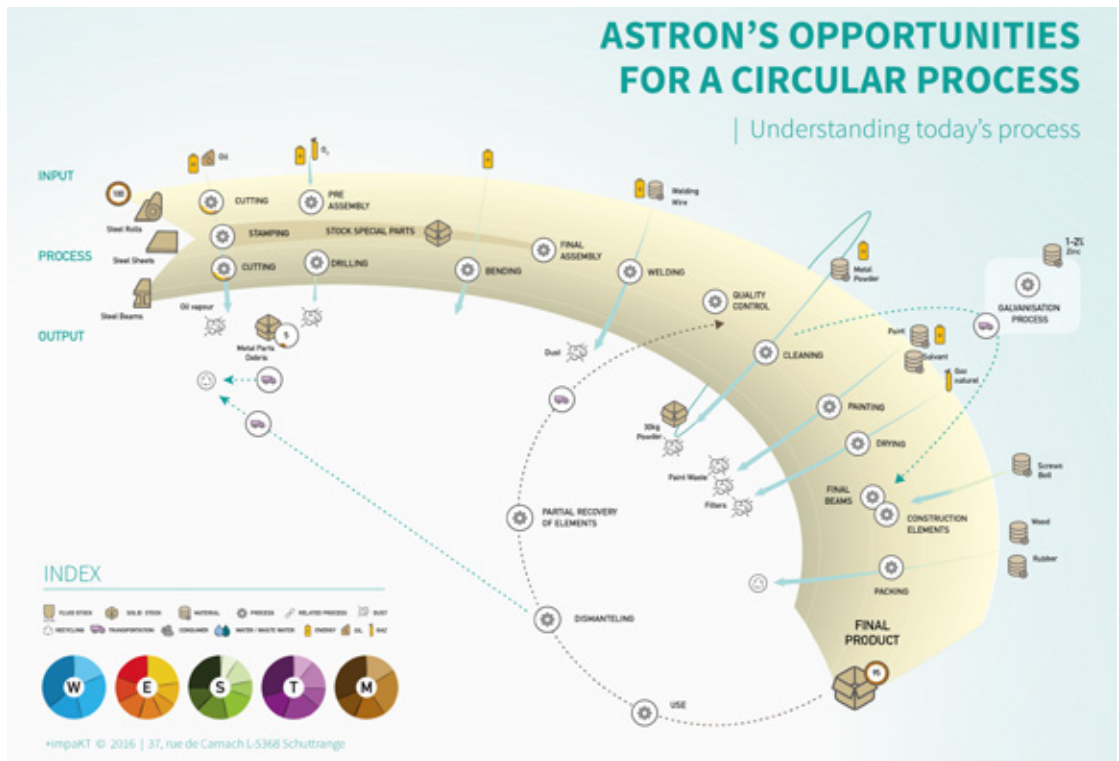 ASTRON'S OPPORTUNITIES
FOR A CIRCULAR PROCESS
| Understanding today's process
INPUT
PROCESS
OUTPUT
100
Steel Rolls
Steel Sheets
Steel Beams
Oil
O₂
CUTTING
PRE
ASSEMBLY
STAMPING
STOCK SPECIAL PARTS
CUTTING
DRILLING
BENDING
FINAL
ASSEMBLY
WELDING
Welding
Wire
QUALITY
CONTROL
Metal
Powder
1-2%
Zinc
GALVANISATION
PROCESS
Oil vapour
Metal Parts
Debris
5
Dust
CLEANING
30kg
Powder
Paint
Solvant
Gaz
naturel
PAINTING
DRYING
Paint Waste
Filters
FINAL
BEAMS
CONSTRUCTION
ELEMENTS
Screws
Bolt
Wood
Rubber
PACKING
PARTIAL RECOVERY
OF ELEMENTS
DISMANTELING
USE
FINAL
PRODUCT
95
INDEX
FLUID STOCK
SOLID STOCK
MATERIAL
PROCESS
RELATED PROCESS
DUST
RECYCLING
TRANSPORTATION
CONSUMER
WATER / WASTE WATER
ENERGY
OIL
GAZ
W
E
S
T
M
+impaKT © 2016 | 37, rue de Carnach L-5368 Schuttrange